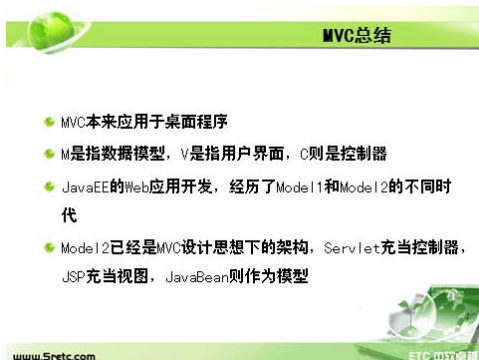 MVC总结
MVC本来应用于桌面程序
M是指数据模型，V是指用户界面，C则是控制器
JavaEE的Web应用开发，经历了Model1和Model2的不同时
代
Model2已经是MVC设计思想下的架构，Servlet充当控制器，
JSP充当视图，JavaBean则作为模型
www.5retc.com
ETC 中软卓越